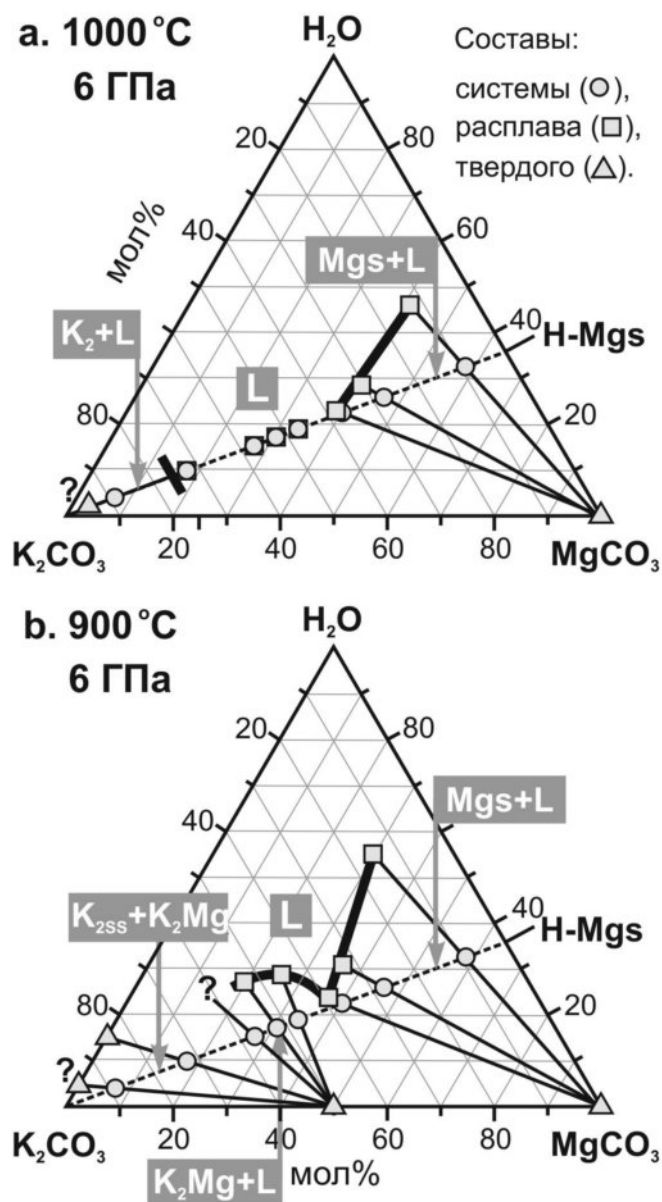 a. 1000 °C
6 ГПа
H₂O
Составы:
системы (○),
расплава (□),
твердого (△).
20
80
40
60
мол%
Mgs+L
K₂+L
40
H-Mgs
L
80
20
?
K₂CO₃
20
40
60
80
MgCO₃
b. 900 °C
6 ГПа
H₂O
20
80
Mgs+L
40
60
K₂SS+K₂Mg
L
40
H-Mgs
?
80
20
?
K₂CO₃
20
40
60
80
MgCO₃
K₂Mg+L
мол%